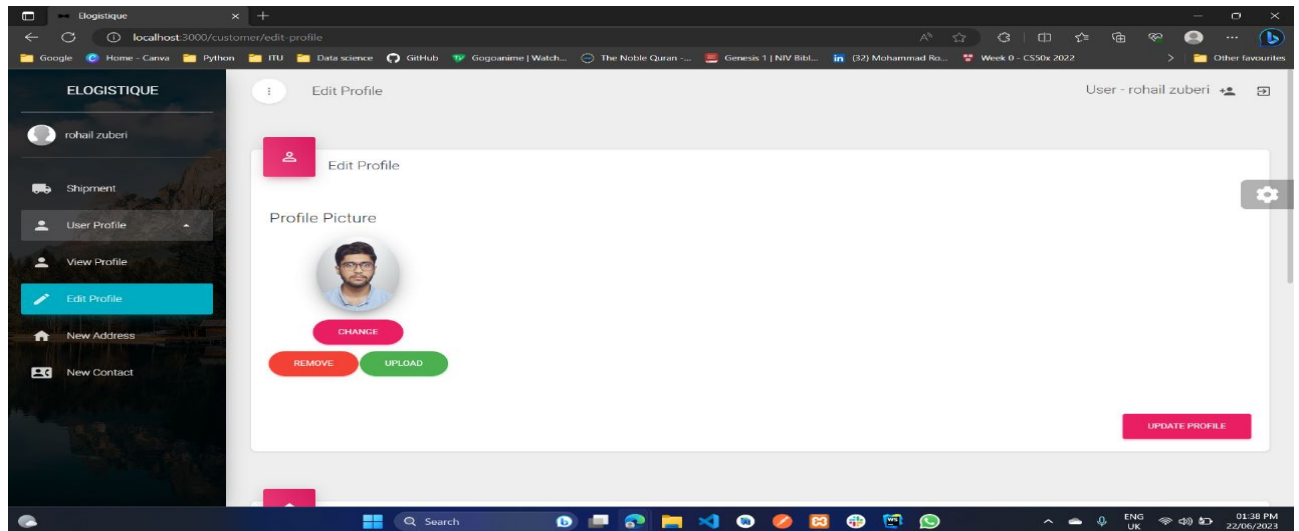 Elogistique
localhost:3000/customer/edit-profile
Google Home - Canva Python ITU Data science GitHub Gogoanime | Watch... The Noble Quran -... Genesis 1 | NIV Bibl... (32) Mohammad Ro... Week 0 - CS50x 2022 Other favourites
ELOGISTIQUE
Edit Profile
User - rohail zuberi
rohail zuberi
Edit Profile
Shipment
User Profile
Profile Picture
View Profile
Edit Profile
CHANGE
New Address
REMOVE UPLOAD
New Contact
UPDATE PROFILE
Search
ENG
UK
01:38 PM
22/06/2023